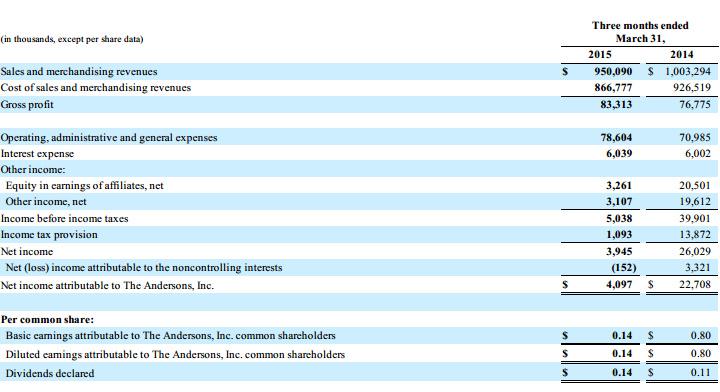 Three months ended
(in thousands, except per share data) March 31,
2015 2014
Sales and merchandising revenues $ 950,090 $ 1,003,294
Cost of sales and merchandising revenues 866,777 926,519
Gross profit 83,313 76,775
Operating, administrative and general expenses 78,604 70,985
Interest expense 6,039 6,002
Other income:
Equity in earnings of affiliates, net 3,261 20,501
Other income, net 3,107 19,612
Income before income taxes 5,038 39,901
Income tax provision 1,093 13,872
Net income 3,945 26,029
Net (loss) income attributable to the noncontrolling interests (152) 3,321
Net income attributable to The Andersons, Inc. $ 4,097 $ 22,708
Per common share:
Basic earnings attributable to The Andersons, Inc. common shareholders $ 0.14 $ 0.80
Diluted earnings attributable to The Andersons, Inc. common shareholders $ 0.14 $ 0.80
Dividends declared $ 0.14 $ 0.11